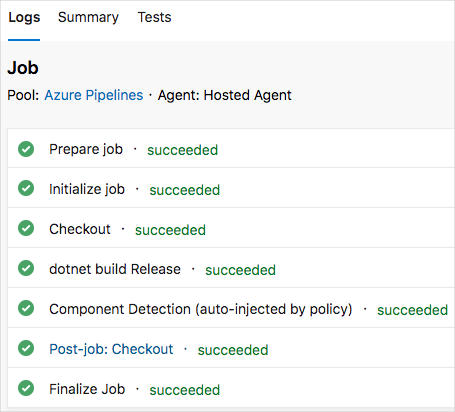 Logs Summary Tests
Job
Pool: Azure Pipelines · Agent: Hosted Agent
Prepare job · succeeded
Initialize job · succeeded
Checkout · succeeded
dotnet build Release · succeeded
Component Detection (auto-injected by policy) · succeeded
Post-job: Checkout · succeeded
Finalize Job · succeeded